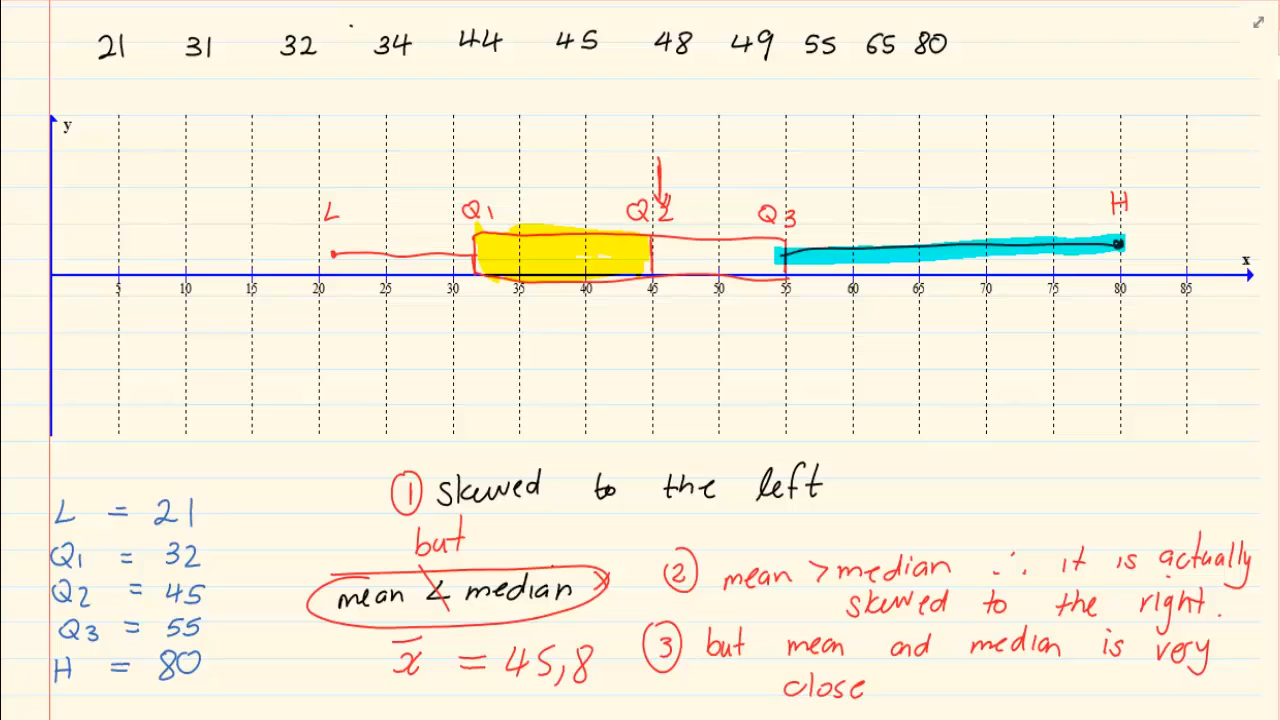 21 31 32 34 44 45 48 49 55 65 80
y
L Q1 Q2 Q3 H
x
5 10 15 20 25 30 35 40 45 50 55 60 65 70 75 80 85
① skewed to the left
but
mean < median
x̄ = 45,8
L = 21
Q1 = 32
Q2 = 45
Q3 = 55
H = 80
② mean > median ∴ it is actually
skewed to the right.
③ but mean and median is very
close